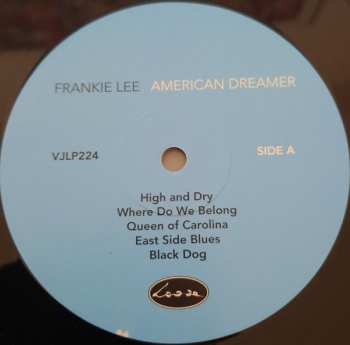 FRANKIE LEE AMERICAN DREAMER
VJLP224 SIDE A
High and Dry
Where Do We Belong
Queen of Carolina
East Side Blues
Black Dog
Loose